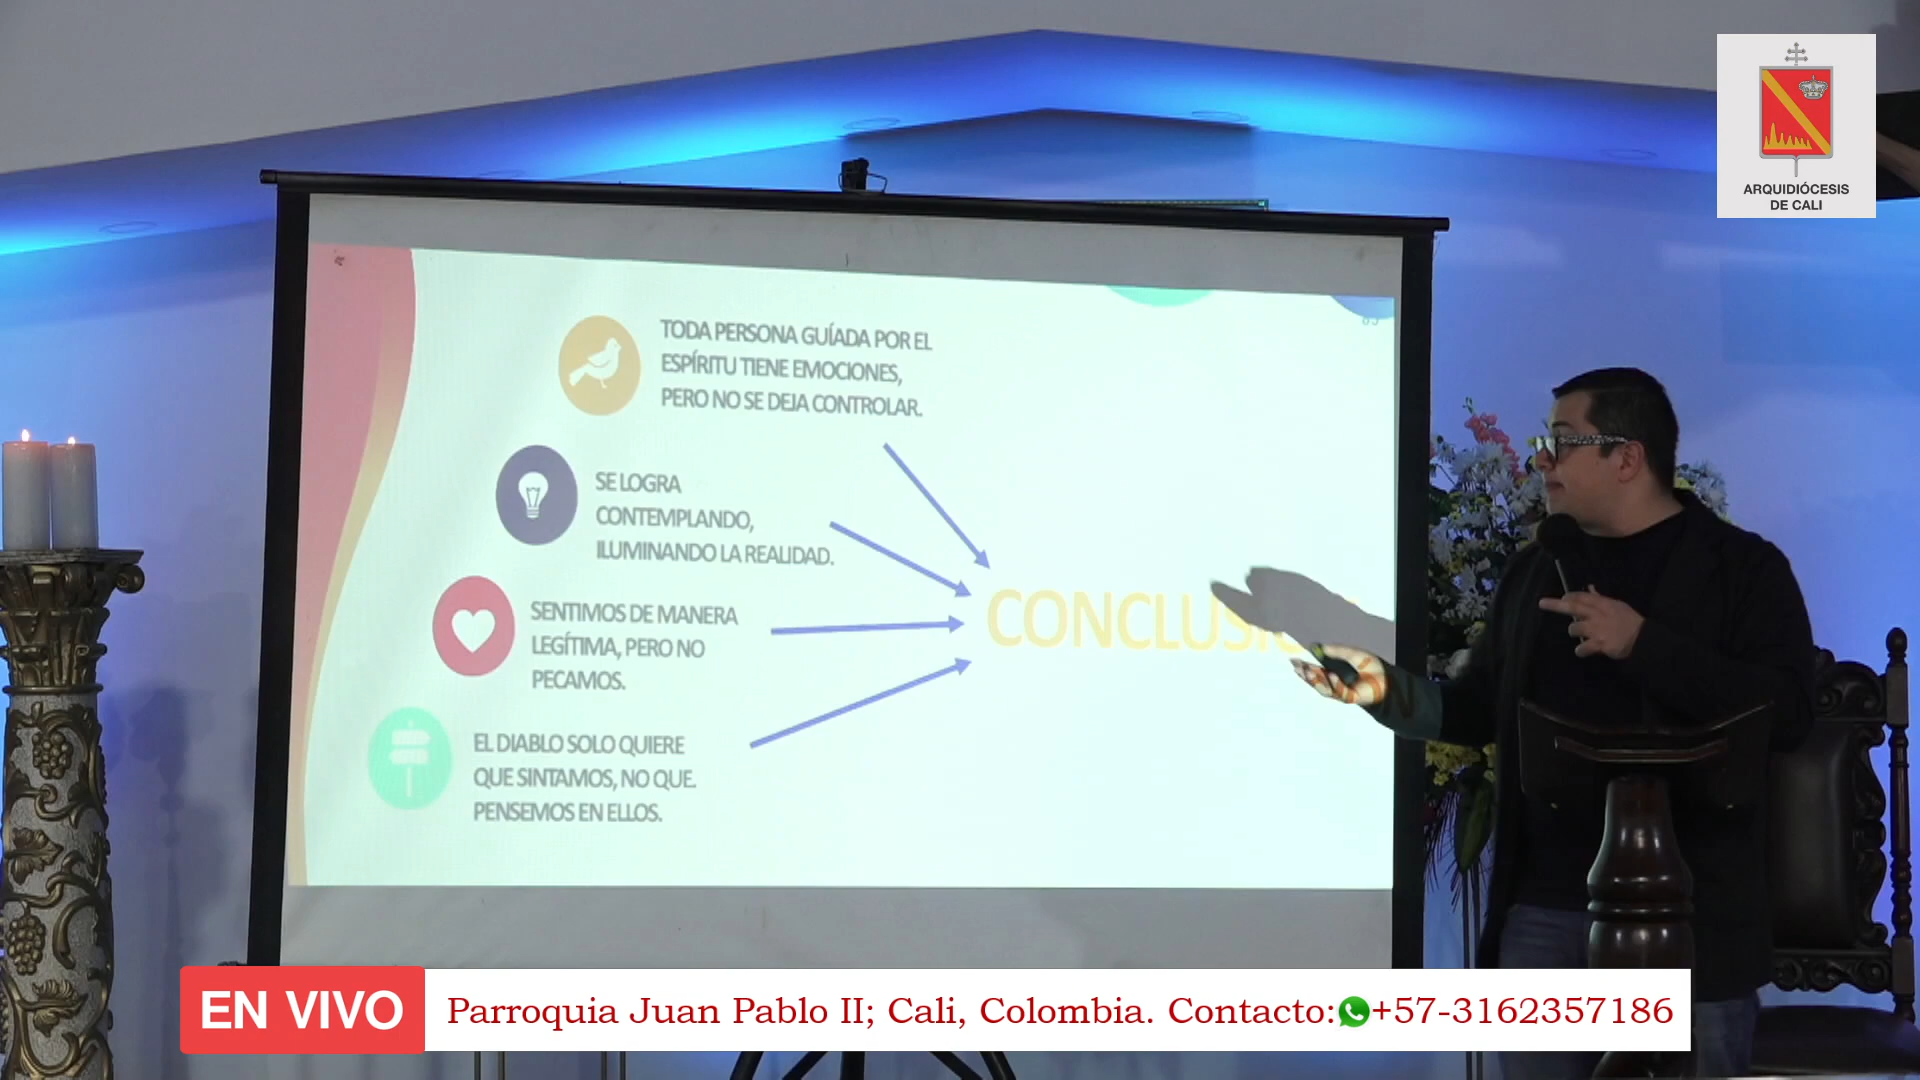 ARQUIDIÓCESIS
DE CALI
TODA PERSONA GUÍADA POR EL
ESPÍRITU TIENE EMOCIONES,
PERO NO SE DEJA CONTROLAR.
SE LOGRA
CONTEMPLANDO,
ILUMINANDO LA REALIDAD.
SENTIMOS DE MANERA
LEGÍTIMA, PERO NO
PECAMOS.
EL DIABLO SOLO QUIERE
QUE SINTAMOS, NO QUE.
PENSEMOS EN ELLOS.
EN VIVO
Parroquia Juan Pablo II; Cali, Colombia. Contacto: +57-3162357186